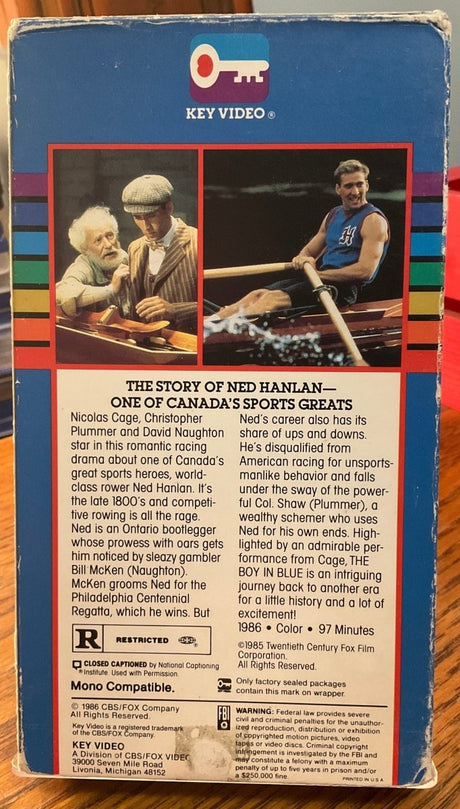 KEY VIDEO®
H
THE STORY OF NED HANLAN—
ONE OF CANADA'S SPORTS GREATS
Nicolas Cage, Christopher
Plummer and David Naughton
star in this romantic racing
drama about one of Canada's
great sports heroes, world-
class rower Ned Hanlan. It's
the late 1800's and competi-
tive rowing is all the rage.
Ned is an Ontario bootlegger
whose prowess with oars gets
him noticed by sleazy gambler
Bill McKen (Naughton).
McKen grooms Ned for the
Philadelphia Centennial
Regatta, which he wins. But
Ned's career also has its
share of ups and downs.
He's disqualified from
American racing for unsports-
manlike behavior and falls
under the sway of the power-
ful Col. Shaw (Plummer), a
wealthy schemer who uses
Ned for his own ends. High-
lighted by an admirable per-
formance from Cage, THE
BOY IN BLUE is an intriguing
journey back to another era
for a little history and a lot of
excitement!
1986 • Color • 97 Minutes
©1985 Twentieth Century Fox Film
Corporation.
All Rights Reserved.
R RESTRICTED
CLOSED CAPTIONED by National Captioning
Institute. Used with Permission.
Mono Compatible.
Only factory sealed packages
contain this mark on wrapper.
© 1986 CBS/FOX Company
All Rights Reserved.
Key Video is a registered trademark
of the CBS/FOX Company.
KEY VIDEO
A Division of CBS/FOX VIDEO
39000 Seven Mile Road
Livonia, Michigan 48152
FBI
WARNING: Federal law provides severe
civil and criminal penalties for the unauthor-
ized reproduction, distribution or exhibition
of copyrighted motion pictures, video
tapes or video discs. Criminal copyright
infringement is investigated by the FBI and
may constitute a felony with a maximum
penalty of up to five years in prison and/or
a $250,000 fine.
PRINTED IN U.S.A.